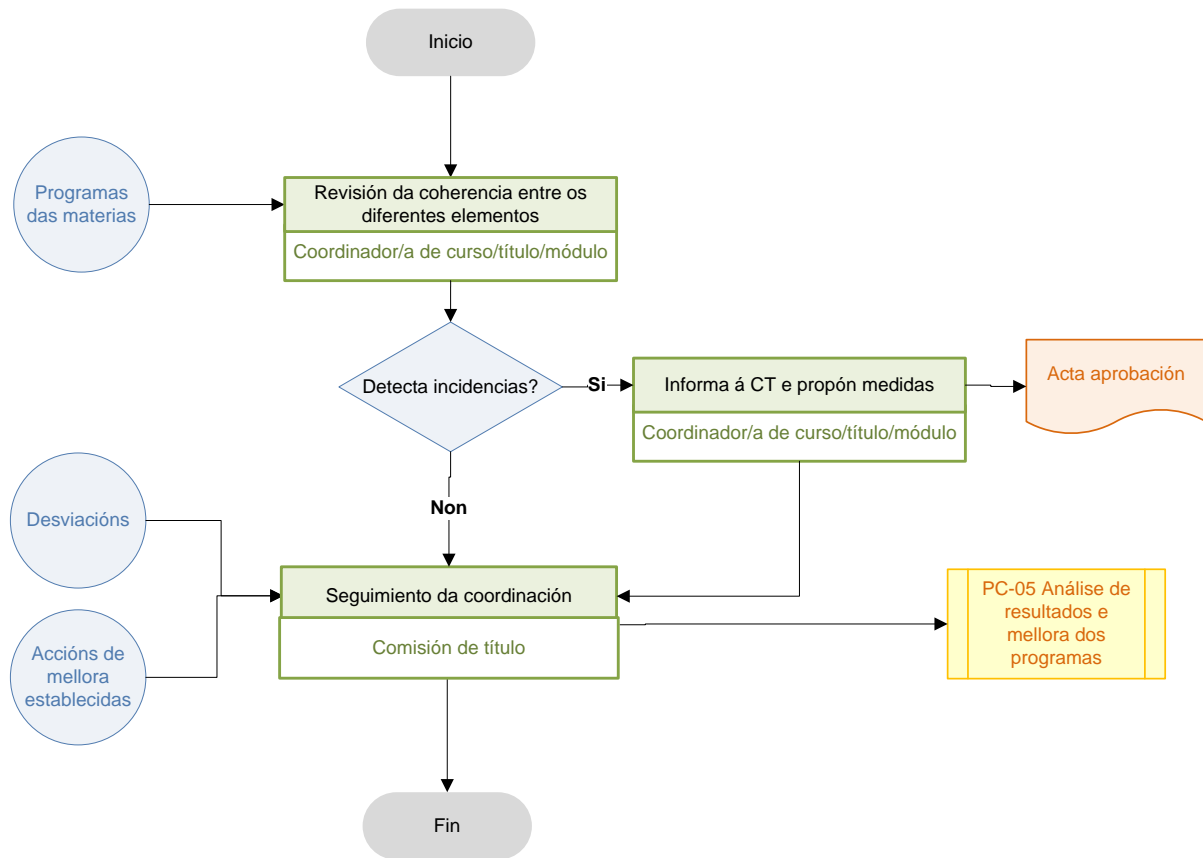 Inicio
Programas
das materias
Revisión da coherencia entre os
diferentes elementos
Coordinador/a de curso/título/módulo
Detecta incidencias?
Si
Informa á CT e propón medidas
Coordinador/a de curso/título/módulo
Acta aprobación
Non
Desviacións
Seguimiento da coordinación
Comisión de título
PC-05 Análise de
resultados e
mellora dos
programas
Accións de
mellora
establecidas
Fin